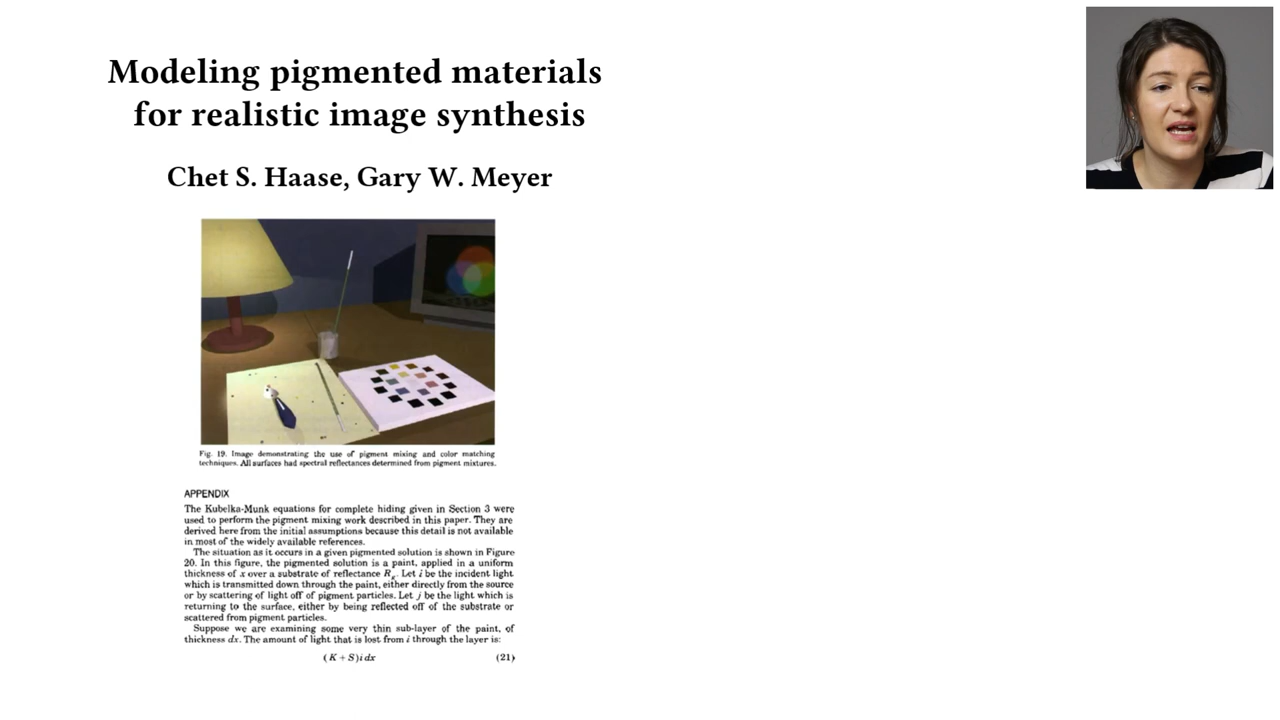 Modeling pigmented materials
for realistic image synthesis
Chet S. Haase, Gary W. Meyer
Fig. 19. Image demonstrating the use of pigment mixing and color matching
techniques. All surfaces had spectral reflectances determined from pigment mixtures.
APPENDIX
The Kubelka-Munk equations for complete hiding given in Section 3 were
used to perform the pigment mixing work described in this paper. They are
derived here from the initial assumptions because this detail is not available
in most of the widely available references.
The situation as it occurs in a given pigmented solution is shown in Figure
20. In this figure, the pigmented solution is a paint, applied in a uniform
thickness of x over a substrate of reflectance Rg. Let i be the incident light
which is transmitted down through the paint, either directly from the source
or by scattering of light off of pigment particles. Let j be the light which is
returning to the surface, either by being reflected off of the substrate or
scattered from pigment particles.
Suppose we are examining some very thin sub-layer of the paint, of
thickness dx. The amount of light that is lost from i through the layer is:
(K + S)i dx (21)